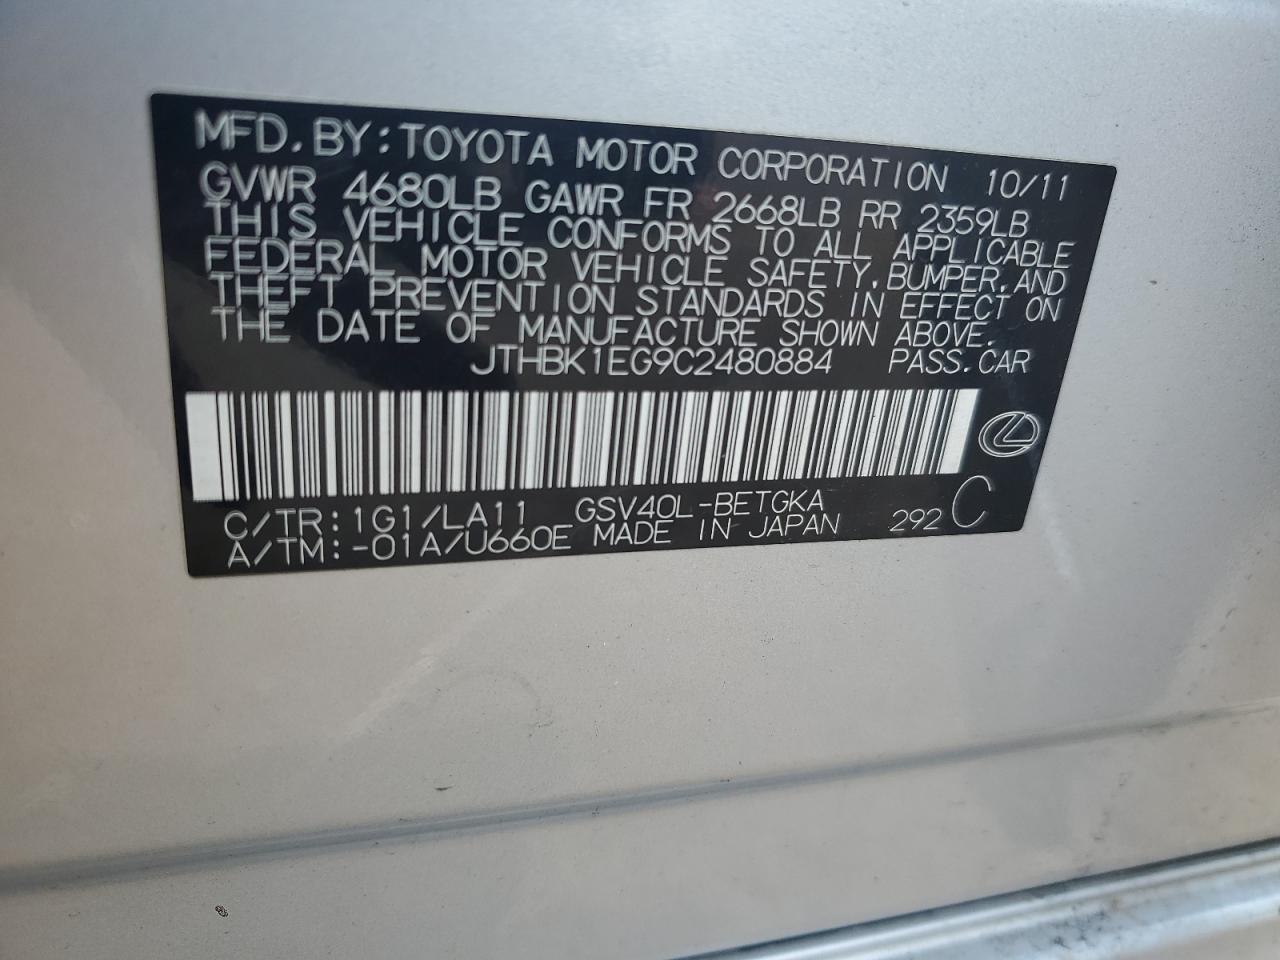 MFD. BY: TOYOTA MOTOR CORPORATION 10/11
GVWR 4680LB GAWR FR 2668LB RR 2359LB
THIS VEHICLE CONFORMS TO ALL APPLICABLE
FEDERAL MOTOR VEHICLE SAFETY, BUMPER, AND
THEFT PREVENTION STANDARDS IN EFFECT ON
THE DATE OF MANUFACTURE SHOWN ABOVE.
JTHBK1EG9C2480884 PASS. CAR
C/TR: 1G1/LA11 GSV40L-BETGKA
A/TM: -01A/U660E MADE IN JAPAN 292 C